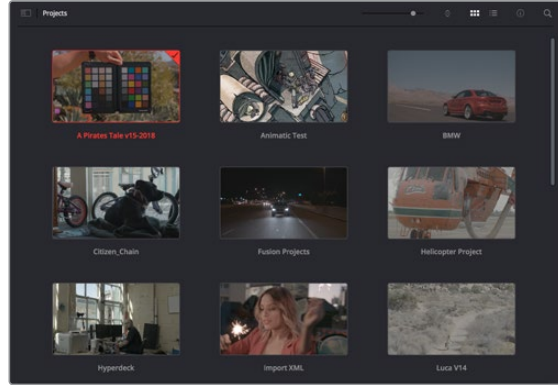 Projects
A Pirates Tale v15-2018
Animatic Test
BMW
Citizen_Chain
Fusion Projects
Helicopter Project
Hyperdeck
Import XML
Luca V14